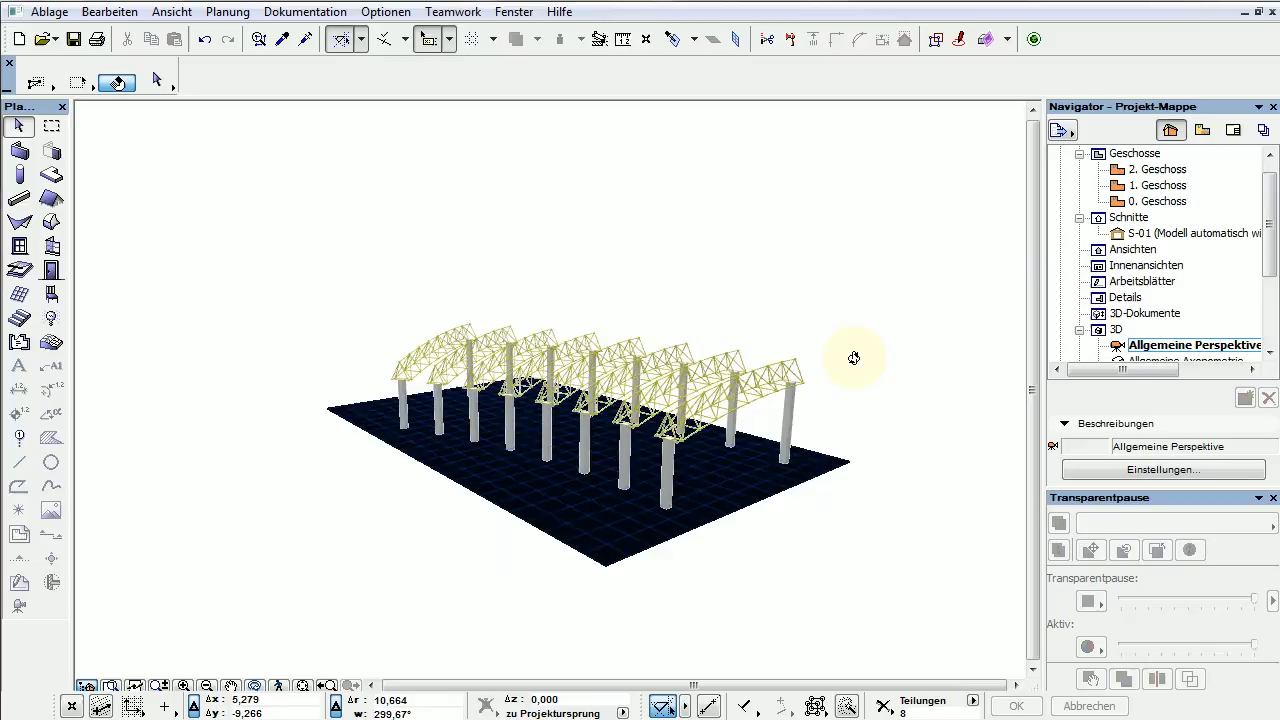 Ablage Bearbeiten Ansicht Planung Dokumentation Optionen Teamwork Fenster Hilfe
Pla...
Navigator - Projekt-Mappe
Geschosse
2. Geschoss
1. Geschoss
0. Geschoss
Schnitte
S-01 (Modell automatisch wi
Ansichten
Innenansichten
Arbeitsblätter
Details
3D-Dokumente
3D
Allgemeine Perspektive
Allgemeine Axonometrie
Beschreibungen
Allgemeine Perspektive
Einstellungen...
Transparentpause
Transparentpause:
Aktiv:
Δx: 5,279
Δy: -9,266
Δr: 10,664
w: 299,67°
Δz: 0,000
zu Projektursprung
Teilungen
8
OK
Abbrechen